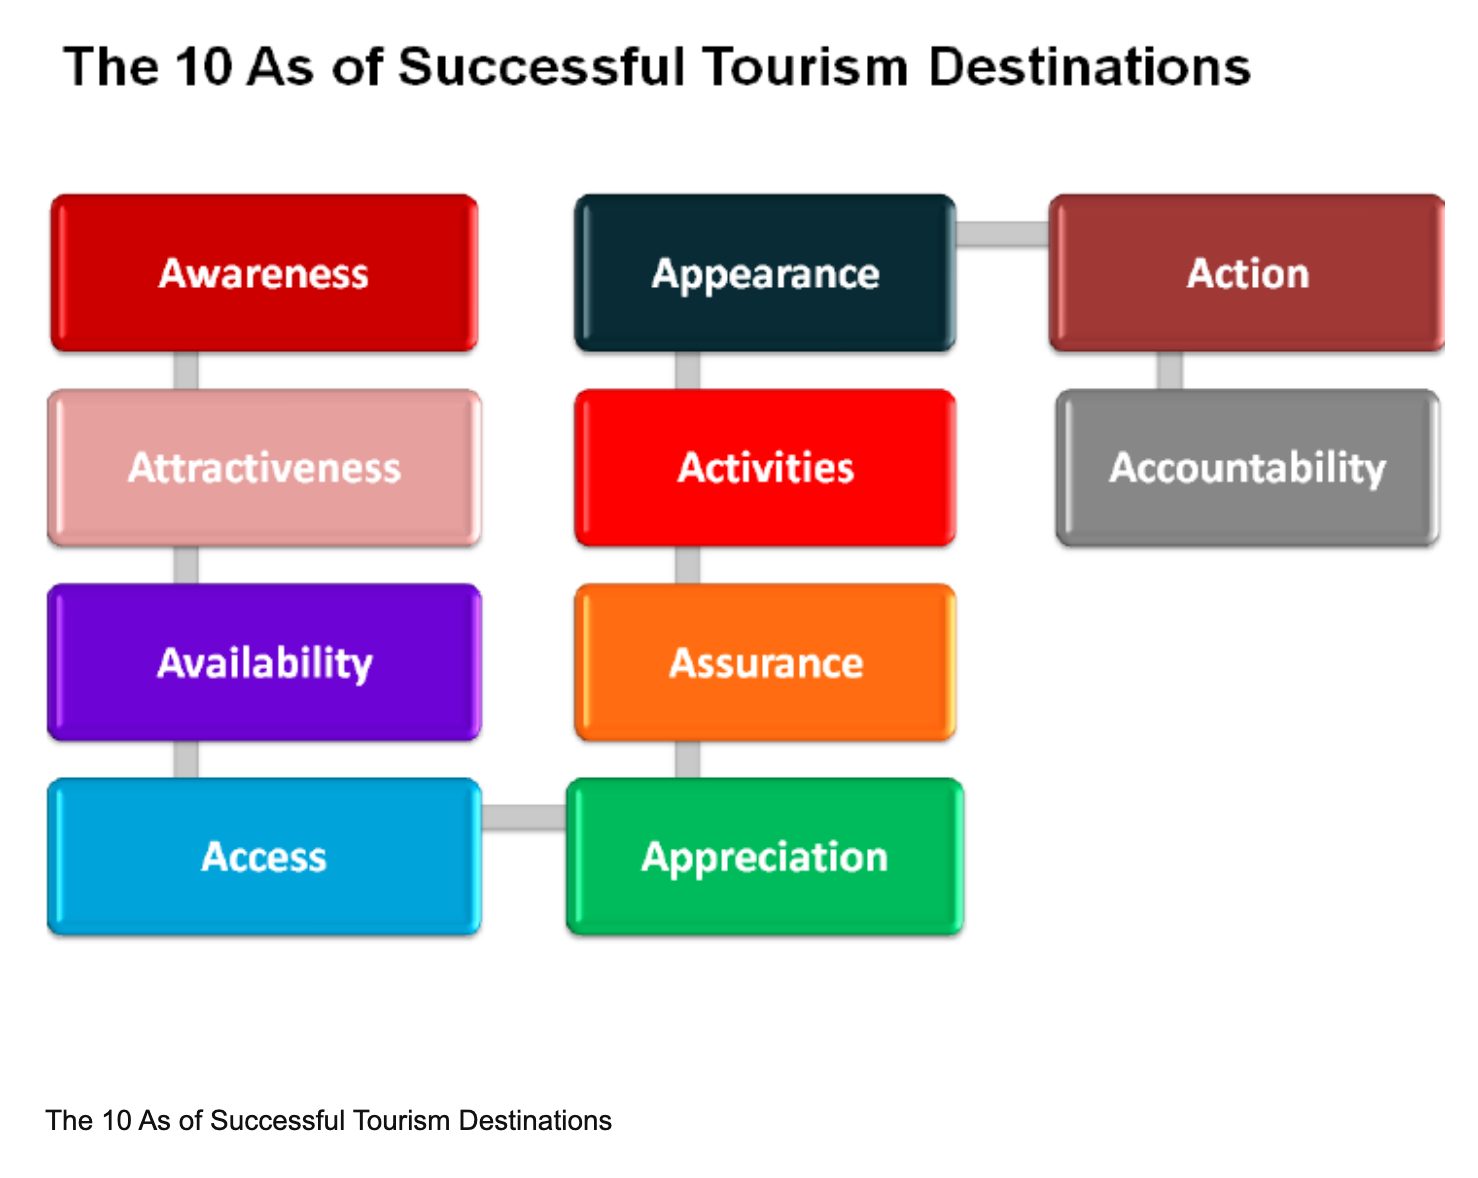 The 10 As of Successful Tourism Destinations
Awareness
Attractiveness
Availability
Access
Appreciation
Assurance
Activities
Appearance
Action
Accountability
The 10 As of Successful Tourism Destinations